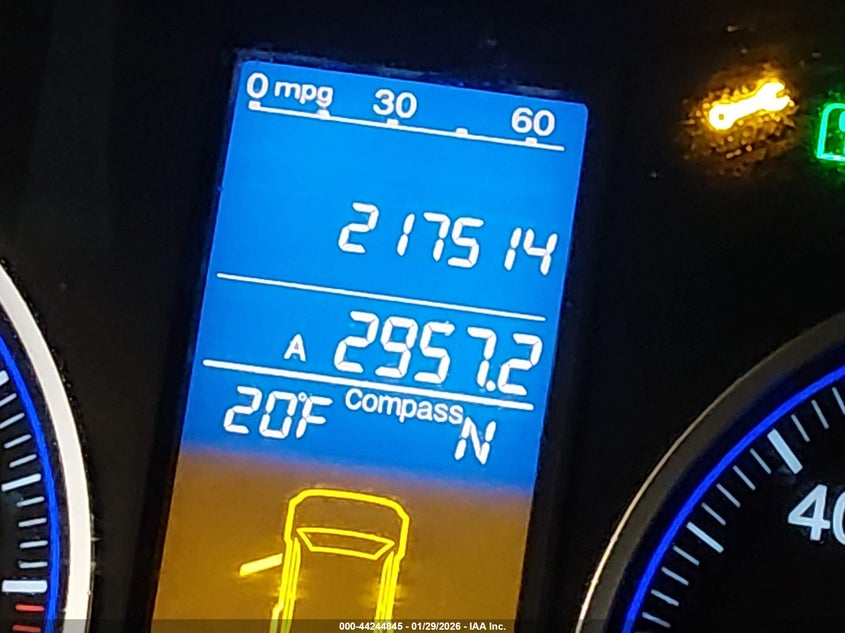 0 mpg 30 60
217514
A 2957.2
20°F Compass N
40
000-44244845 - 01/29/2026 - IAA Inc.